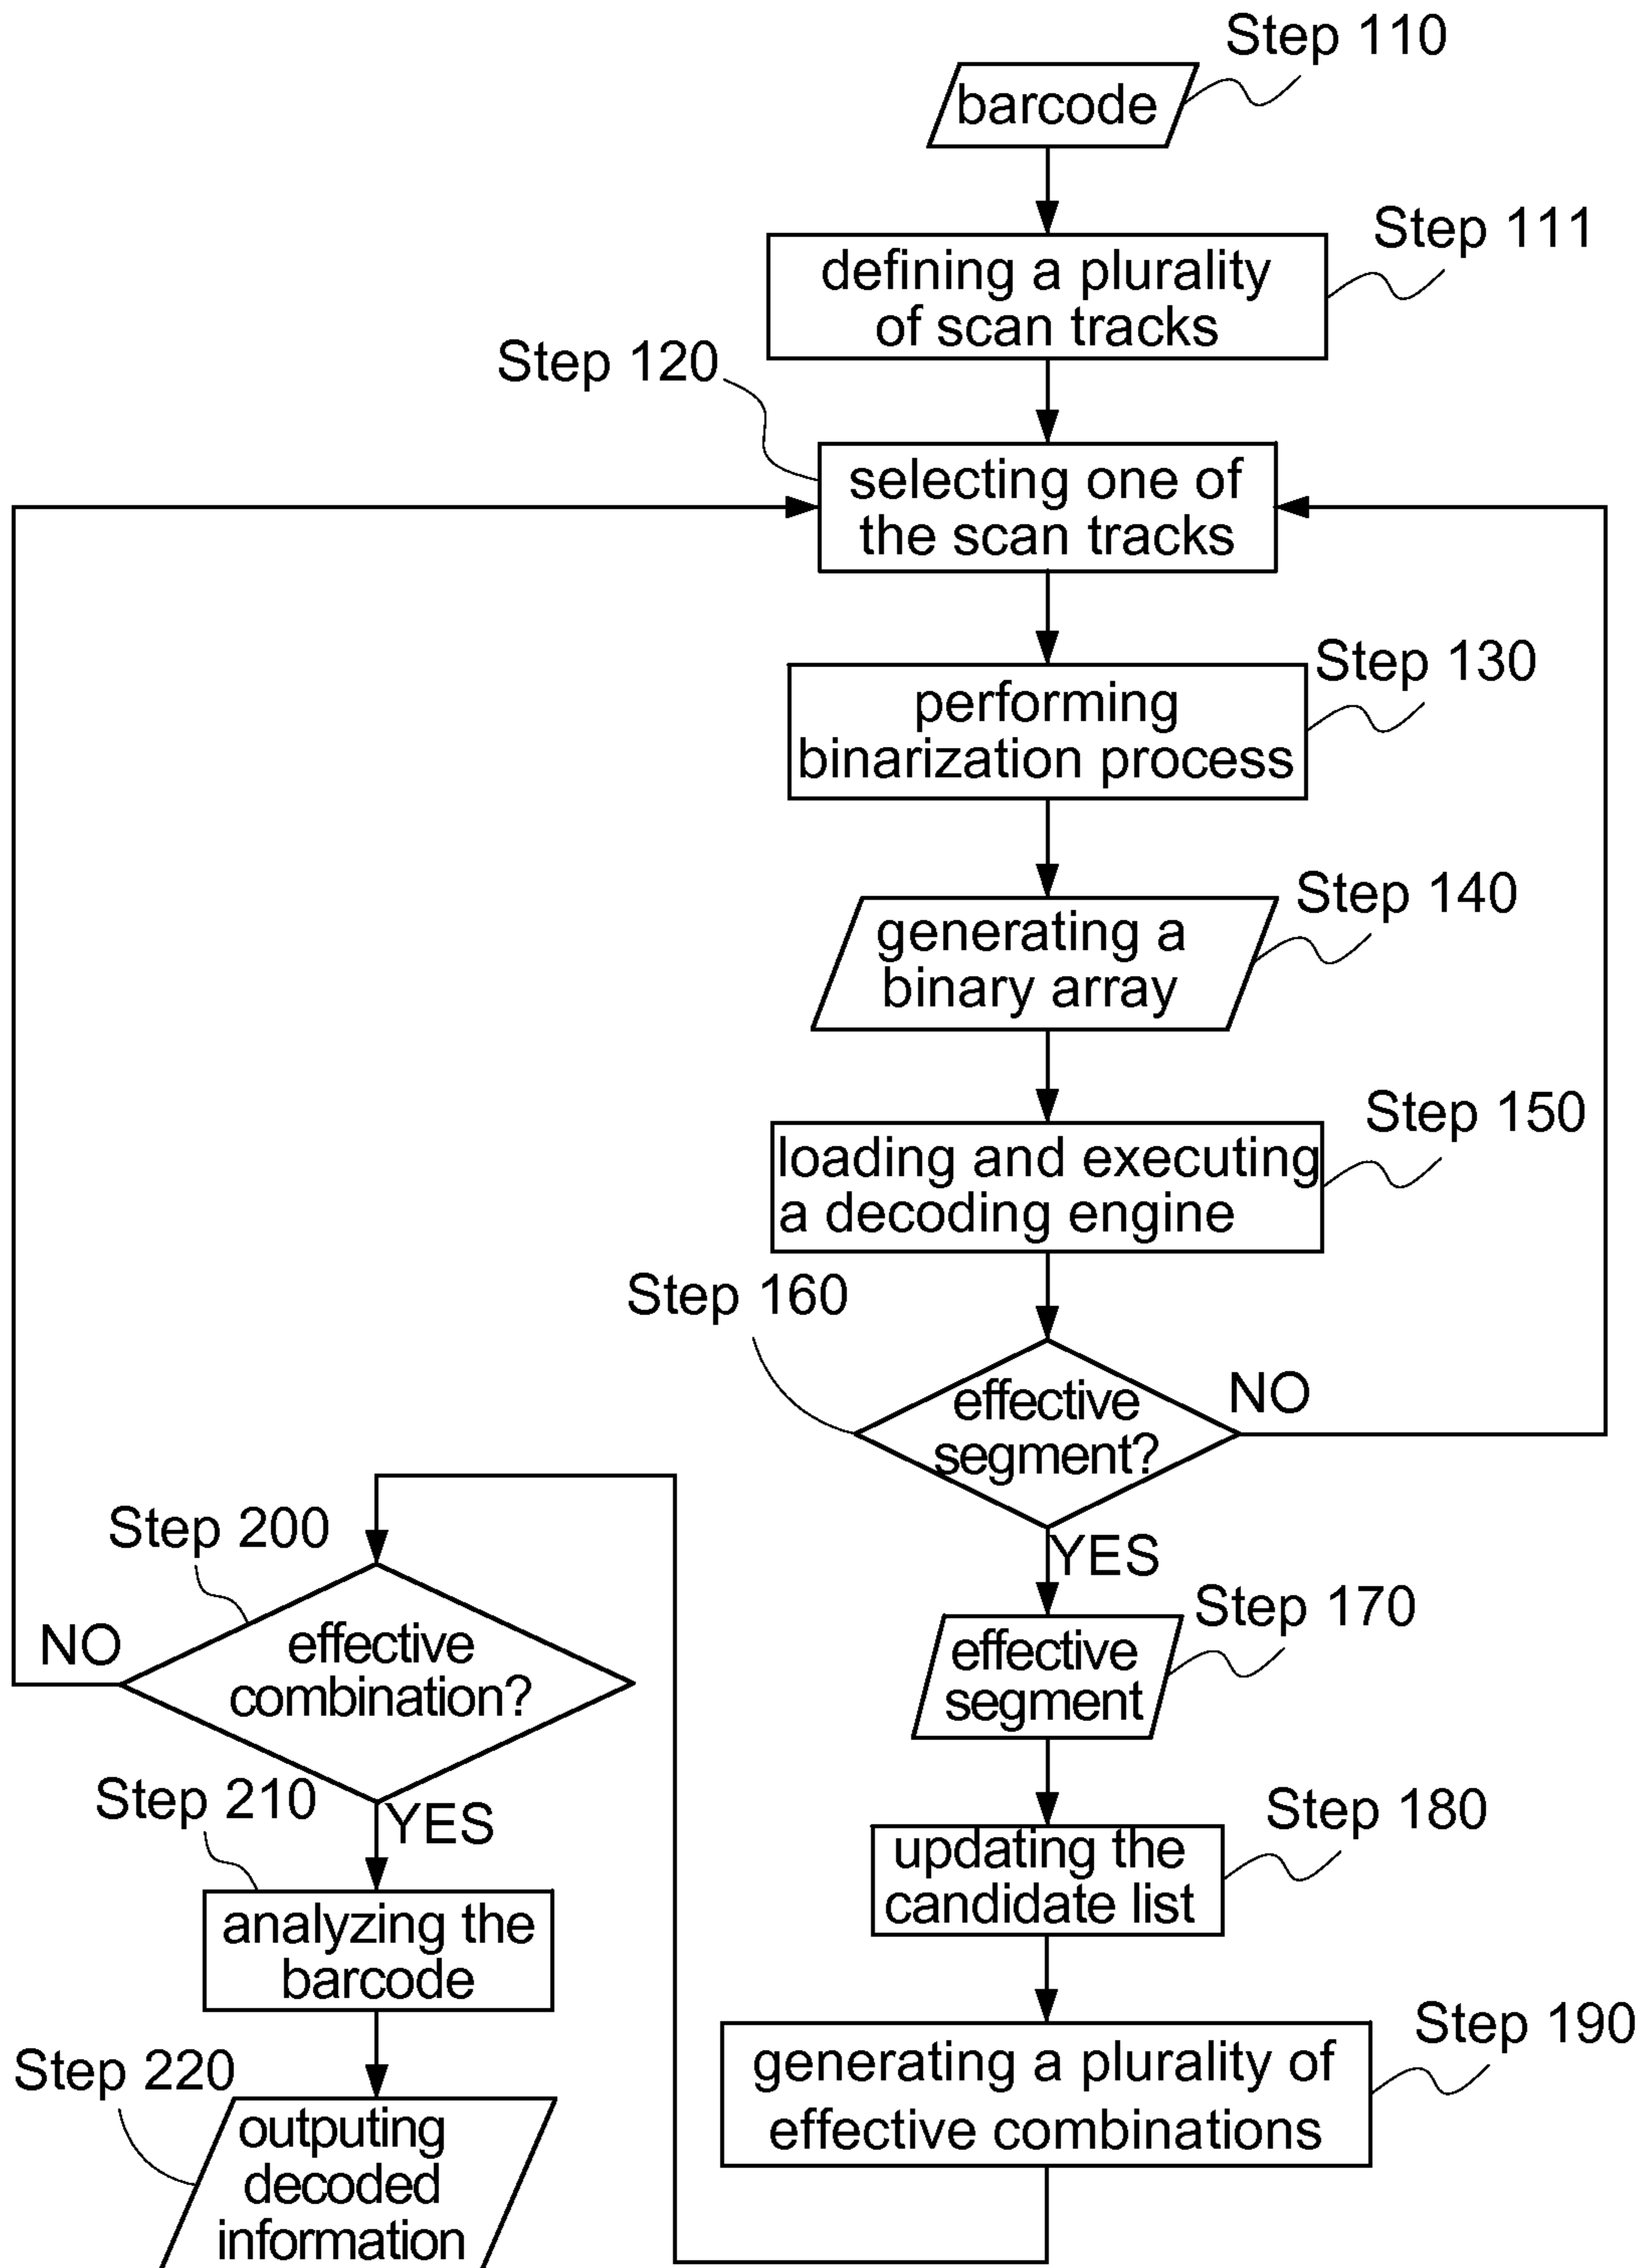 Step 110
barcode
Step 111
defining a plurality
of scan tracks
Step 120
selecting one of
the scan tracks
Step 130
performing
binarization process
Step 140
generating a
binary array
Step 150
loading and executing
a decoding engine
Step 160
effective
segment?
NO
YES
Step 170
effective
segment
Step 180
updating the
candidate list
Step 190
generating a plurality of
effective combinations
Step 200
effective
combination?
NO
YES
Step 210
analyzing the
barcode
Step 220
outputing
decoded
information